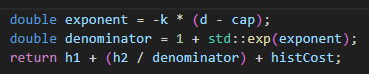 double exponent = -k * (d - cap);
double denominator = 1 + std::exp(exponent);
return h1 + (h2 / denominator) + histCost;